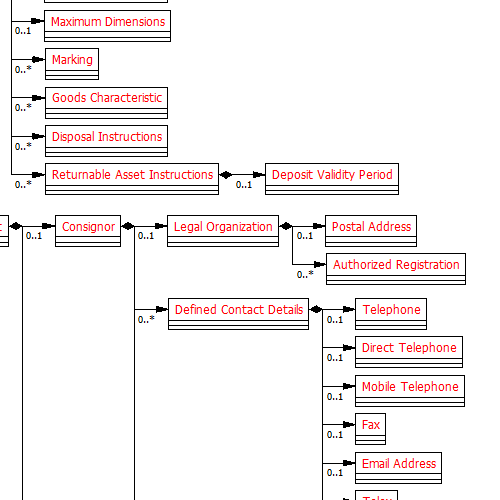 Maximum Dimensions
0..1
Marking
0..*
Goods Characteristic
0..*
Disposal Instructions
0..*
Returnable Asset Instructions
0..*
Deposit Validity Period
0..1
Consignor
0..1
Legal Organization
0..1
Postal Address
0..1
Authorized Registration
0..*
Defined Contact Details
0..*
Telephone
0..1
Direct Telephone
0..1
Mobile Telephone
0..1
Fax
0..1
Email Address
0..1